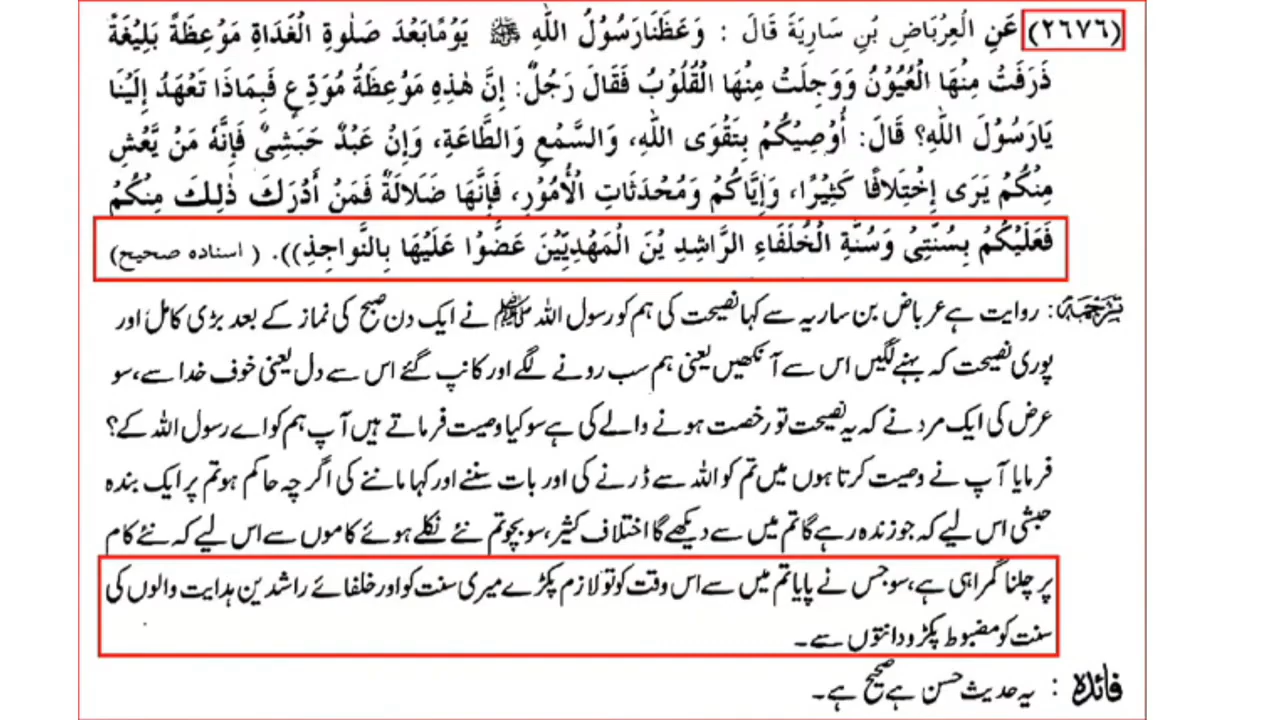 (٢٦٧٦) عَنِ الْعِرْبَاضِ بْنِ سَارِيَةَ قَالَ : وَعَظَنَا رَسُوْلُ اللّٰهِ ﷺ يَوْمًا بَعْدَ صَلٰوةِ الْغَدَاةِ مَوْعِظَةً بَلِيْغَةً
ذَرَفَتْ مِنْهَا الْعُيُوْنُ وَوَجِلَتْ مِنْهَا الْقُلُوْبُ فَقَالَ رَجُلٌ: إِنَّ هٰذِهِ مَوْعِظَةُ مُوَدِّعٍ فَبِمَاذَا تَعْهَدُ إِلَيْنَا
يَارَسُوْلَ اللّٰهِ؟ قَالَ: أُوْصِيْكُمْ بِتَقْوَى اللّٰهِ، وَالسَّمْعِ وَالطَّاعَةِ، وَإِنْ عَبْدٌ حَبَشِىٌّ فَإِنَّهٗ مَنْ يَّعِشْ
مِنْكُمْ يَرَى إِخْتِلَافًا كَثِيْرًا، وَإِيَّاكُمْ وَمُحْدَثَاتِ الْأُمُوْرِ، فَإِنَّهَا ضَلَالَةٌ فَمَنْ أَدْرَكَ ذٰلِكَ مِنْكُمْ
فَعَلَيْكُمْ بِسُنَّتِىْ وَسُنَّةِ الْخُلَفَاءِ الرَّاشِدِ يْنَ الْمَهْدِيِّيْنَ عَضُّوْا عَلَيْهَا بِالنَّوَاجِذِ)). ( اسناده صحيح)
ترجمہ: روایت ہے عرباض بن ساریہ سے کہا نصیحت کی ہم کو رسول اللہ ﷺ نے ایک دن صبح کی نماز کے بعد بڑی کامل اور
پوری نصیحت کہ بہنے لگیں اس سے آنکھیں یعنی ہم سب رونے لگے اور کانپ گئے اس سے دل یعنی خوف خدا سے، سو
عرض کی ایک مرد نے کہ یہ نصیحت تو رخصت ہونے والے کی ہے سو کیا وصیت فرماتے ہیں آپ ہم کو اے رسول اللہ کے؟
فرمایا آپ نے وصیت کرتا ہوں میں تم کو اللہ سے ڈرنے کی اور بات سننے اور کہا ماننے کی اگرچہ حاکم ہو تم پر ایک بندہ
حبشی اس لیے کہ جو زندہ رہے گا تم میں سے دیکھے گا اختلاف کثیر، سو بچو تم نئے نکلے ہوئے کاموں سے اس لیے کہ نئے کام
پر چلنا گمراہی ہے، سو جس نے پایا تم میں سے اس وقت کو تو لازم پکڑے میری سنت کو اور خلفائے راشدین ہدایت والوں کی
سنت کو مضبوط پکڑو دانتوں سے۔
فائدہ : یہ حدیث حسن ہے صحیح ہے۔